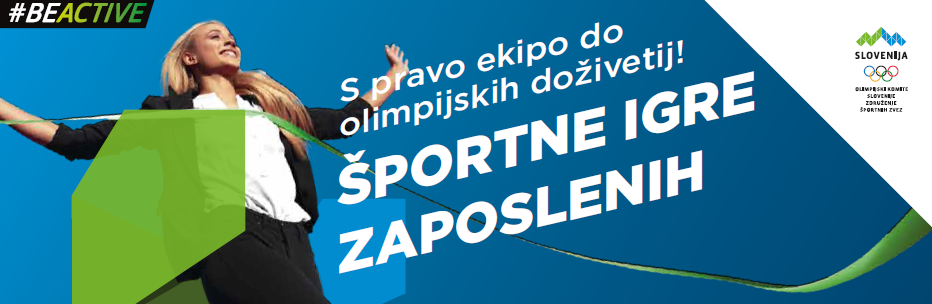 #BEACTIVE
S pravo ekipo do
olimpijskih doživetij!
ŠPORTNE IGRE
ZAPOSLENIH
SLOVENIJA
OLIMPIJSKI KOMITE
SLOVENIJE
ZDRUŽENJE
ŠPORTNIH ZVEZ